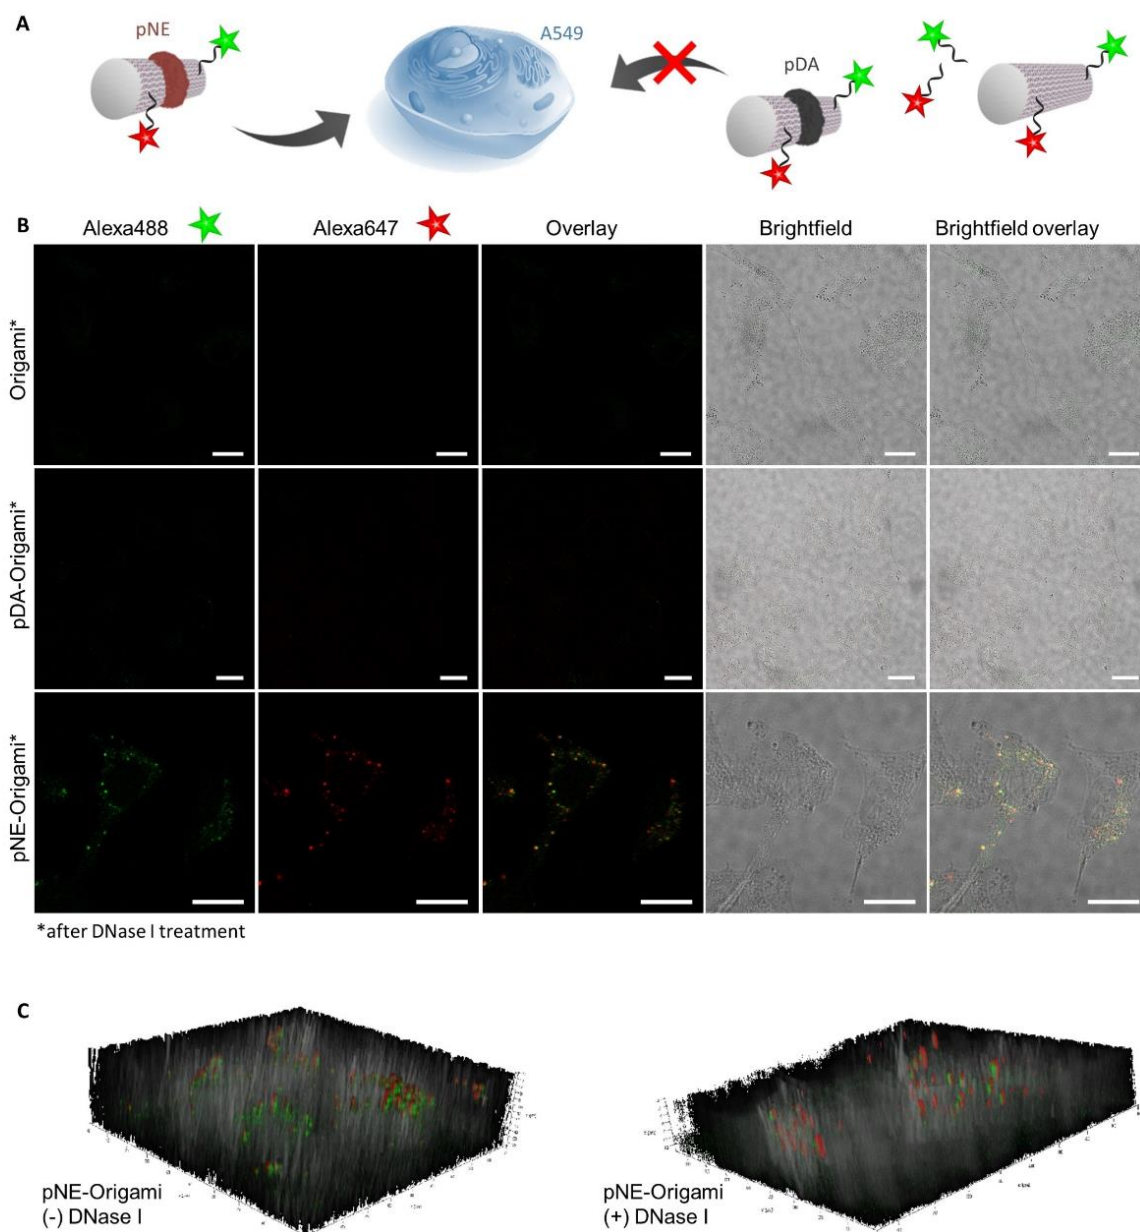 A
pNE
A549
pDA
B
Alexa488
Alexa647
Overlay
Brightfield
Brightfield overlay
Origami*
pDA-Origami*
pNE-Origami*
*after DNase I treatment
C
pNE-Origami
(-) DNase I
pNE-Origami
(+) DNase I